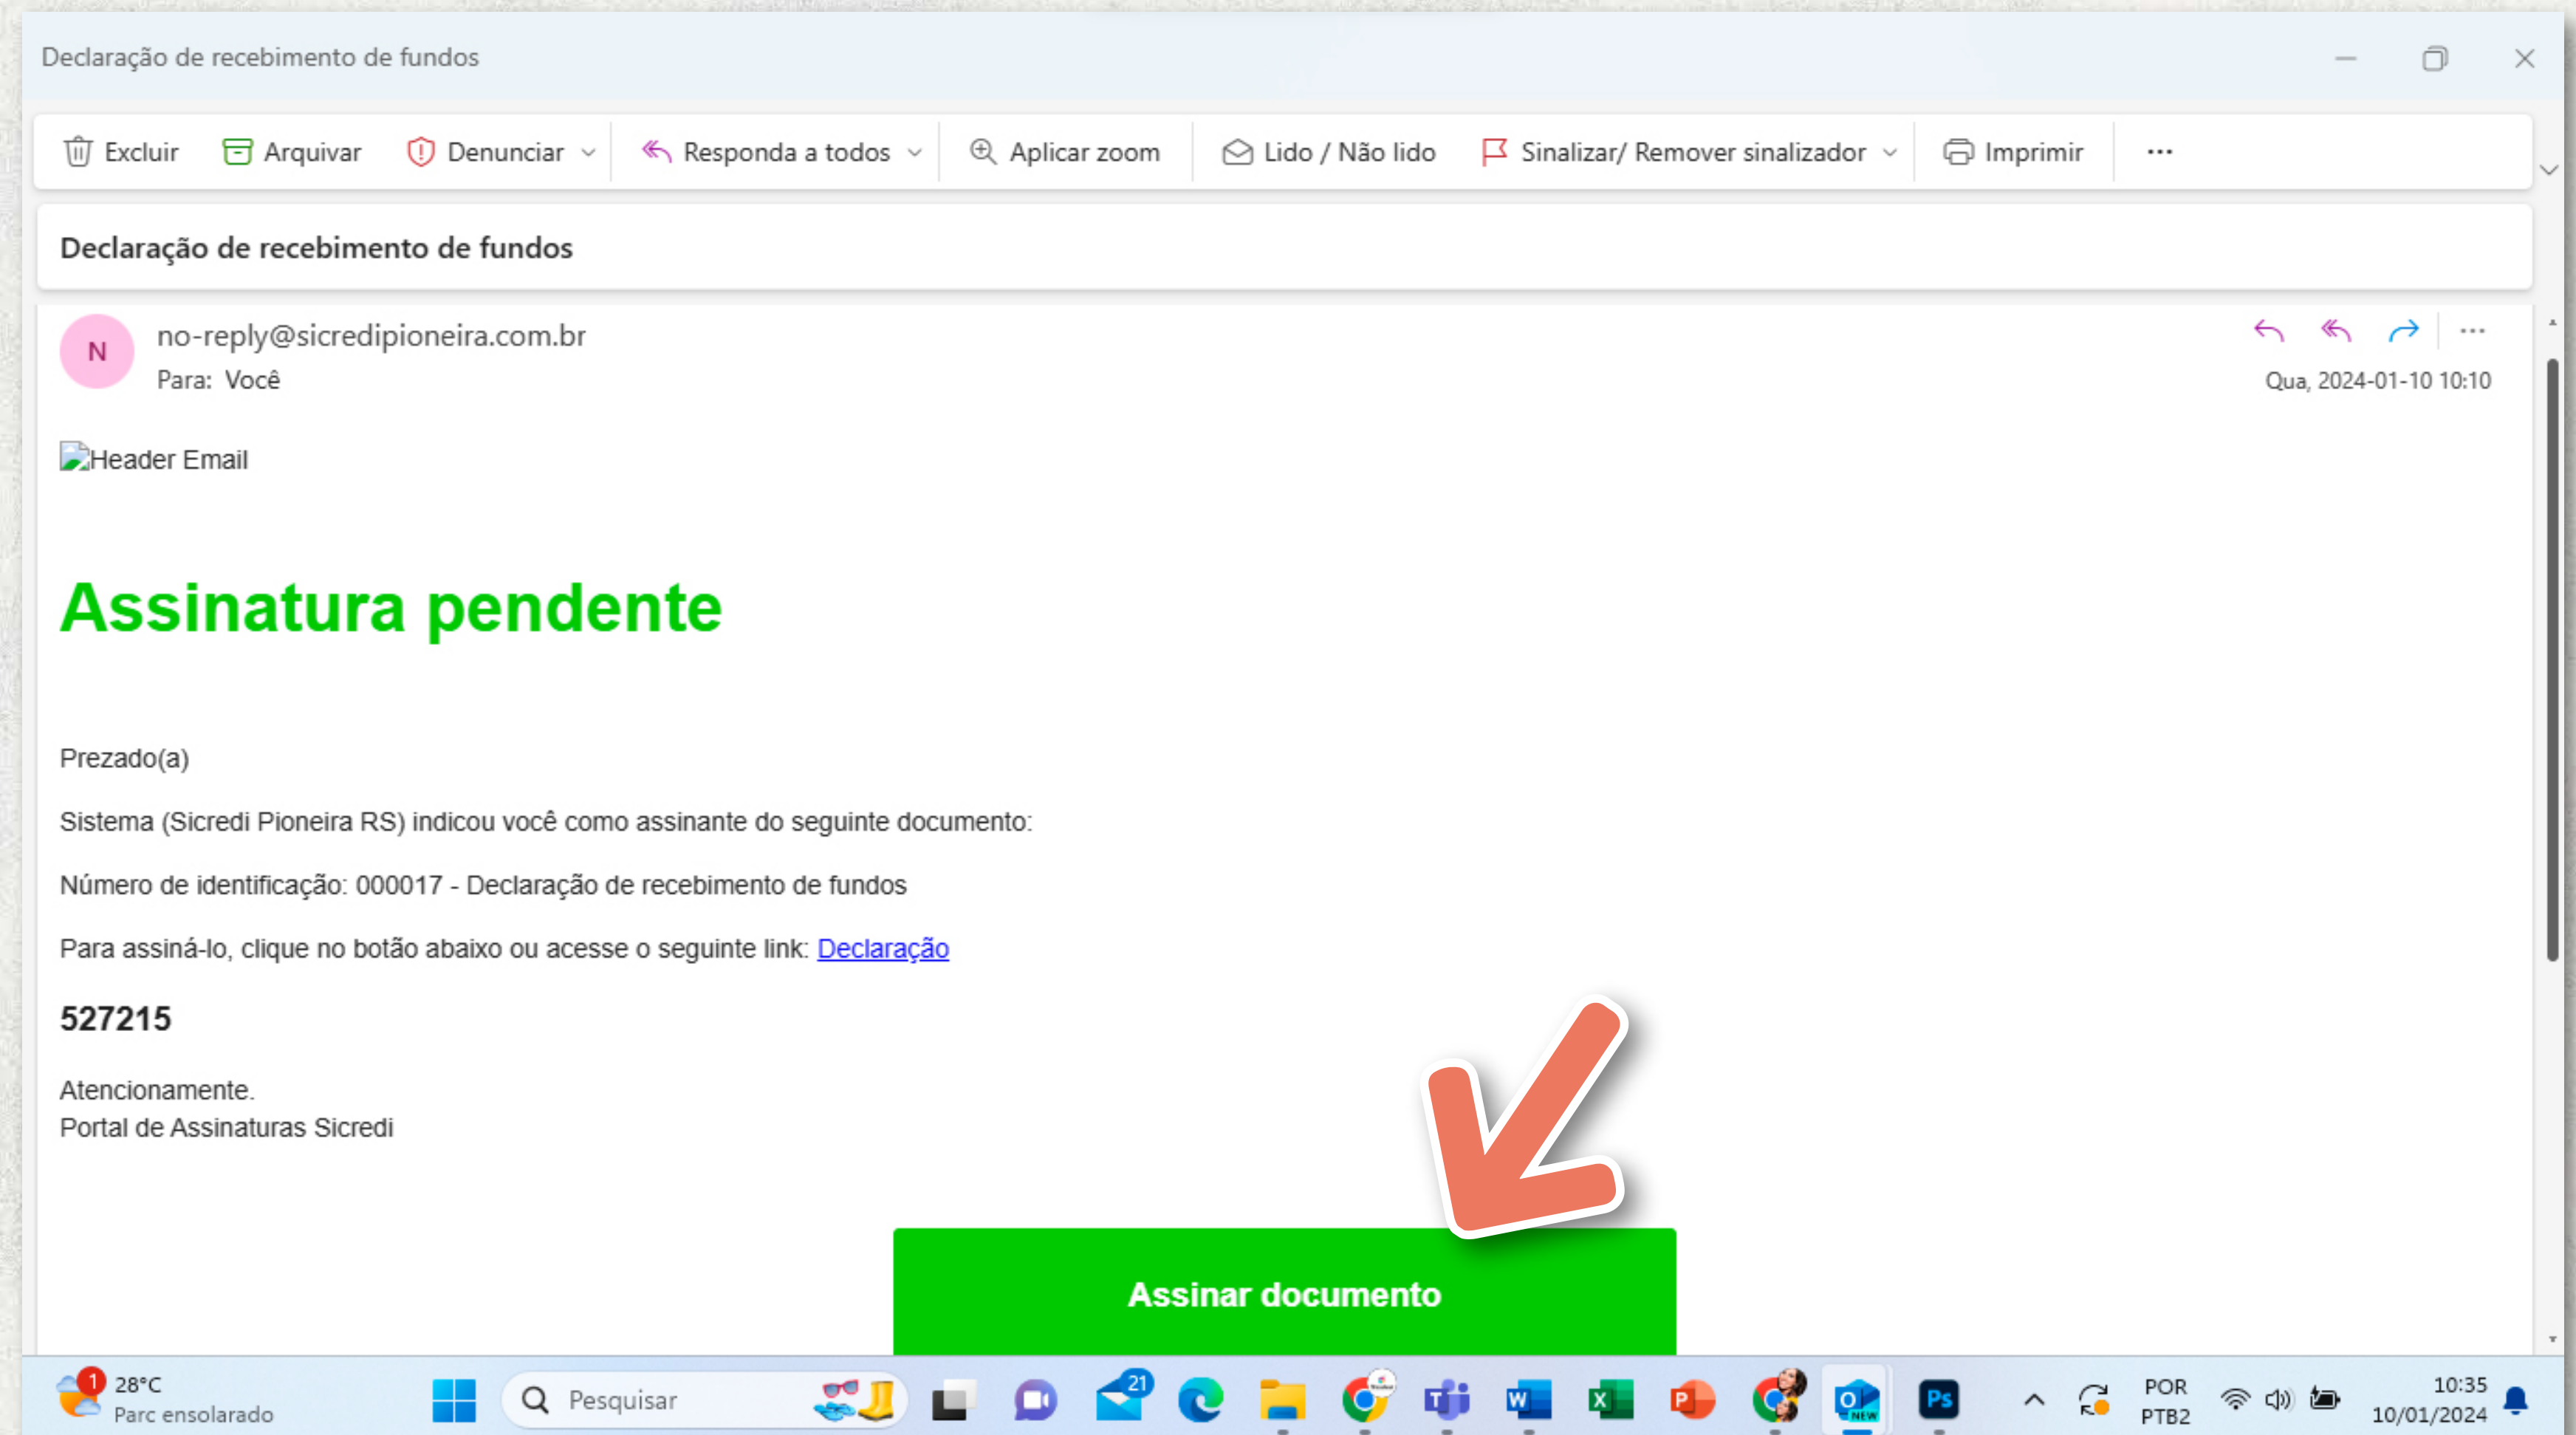 Declaração de recebimento de fundos
Excluir Arquivar Denunciar Responda a todos Aplicar zoom Lido / Não lido Sinalizar/ Remover sinalizador Imprimir ...
Declaração de recebimento de fundos
N no-reply@sicredipioneira.com.br
Para: Você
Qua, 2024-01-10 10:10
Header Email
Assinatura pendente
Prezado(a)
Sistema (Sicredi Pioneira RS) indicou você como assinante do seguinte documento:
Número de identificação: 000017 - Declaração de recebimento de fundos
Para assiná-lo, clique no botão abaixo ou acesse o seguinte link: Declaração
527215
Atencionamente.
Portal de Assinaturas Sicredi
Assinar documento
1 28°C
Parc ensolarado
Pesquisar
21
W
X
P
O
NEW
Ps
POR
PTB2
10:35
10/01/2024